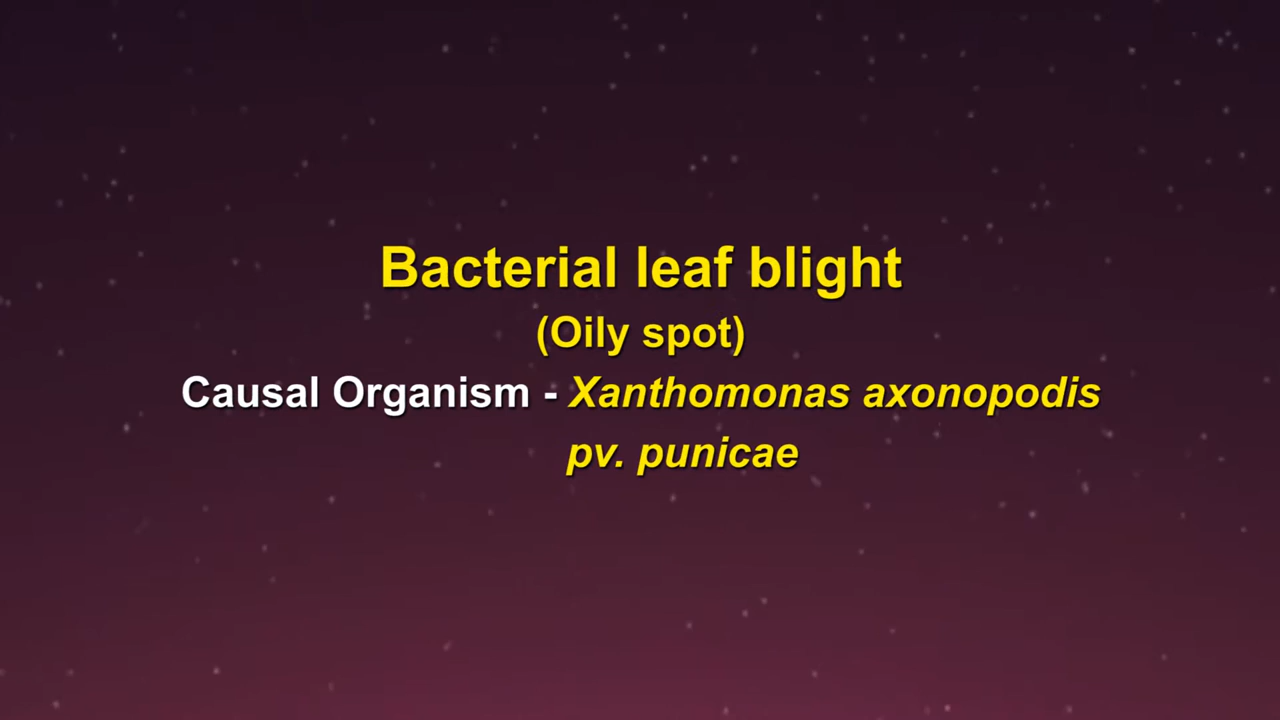 Bacterial leaf blight
(Oily spot)
Causal Organism - Xanthomonas axonopodis
pv. punicae